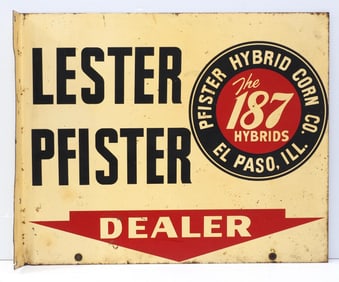 LESTER
PFISTER
PFISTER HYBRID CORN CO.
The
187
HYBRIDS
EL PASO, ILL.
DEALER